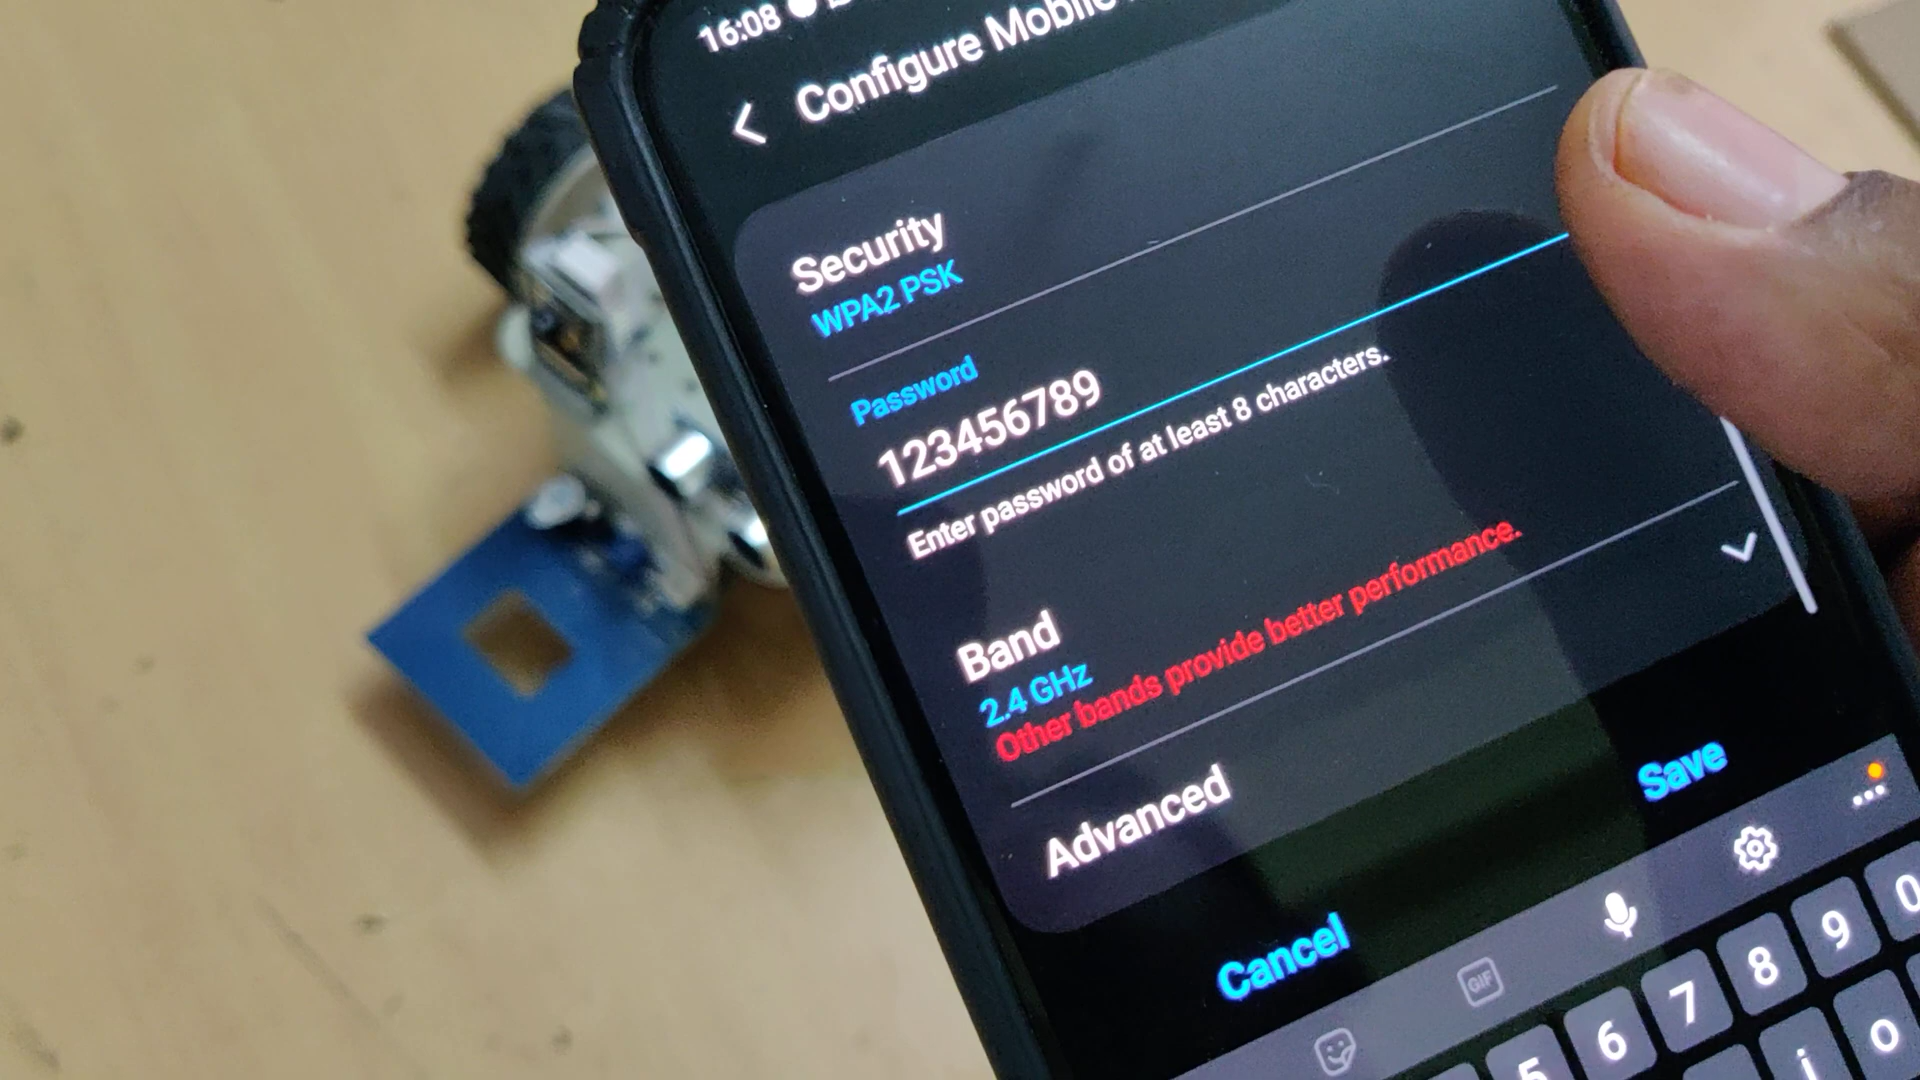 16:08
Configure Mobile
Security
WPA2 PSK
Password
123456789
Enter password of at least 8 characters.
Band
2.4 GHz
Other bands provide better performance.
Advanced
Cancel
Save
GIF
5 6 7 8 9 0
i o